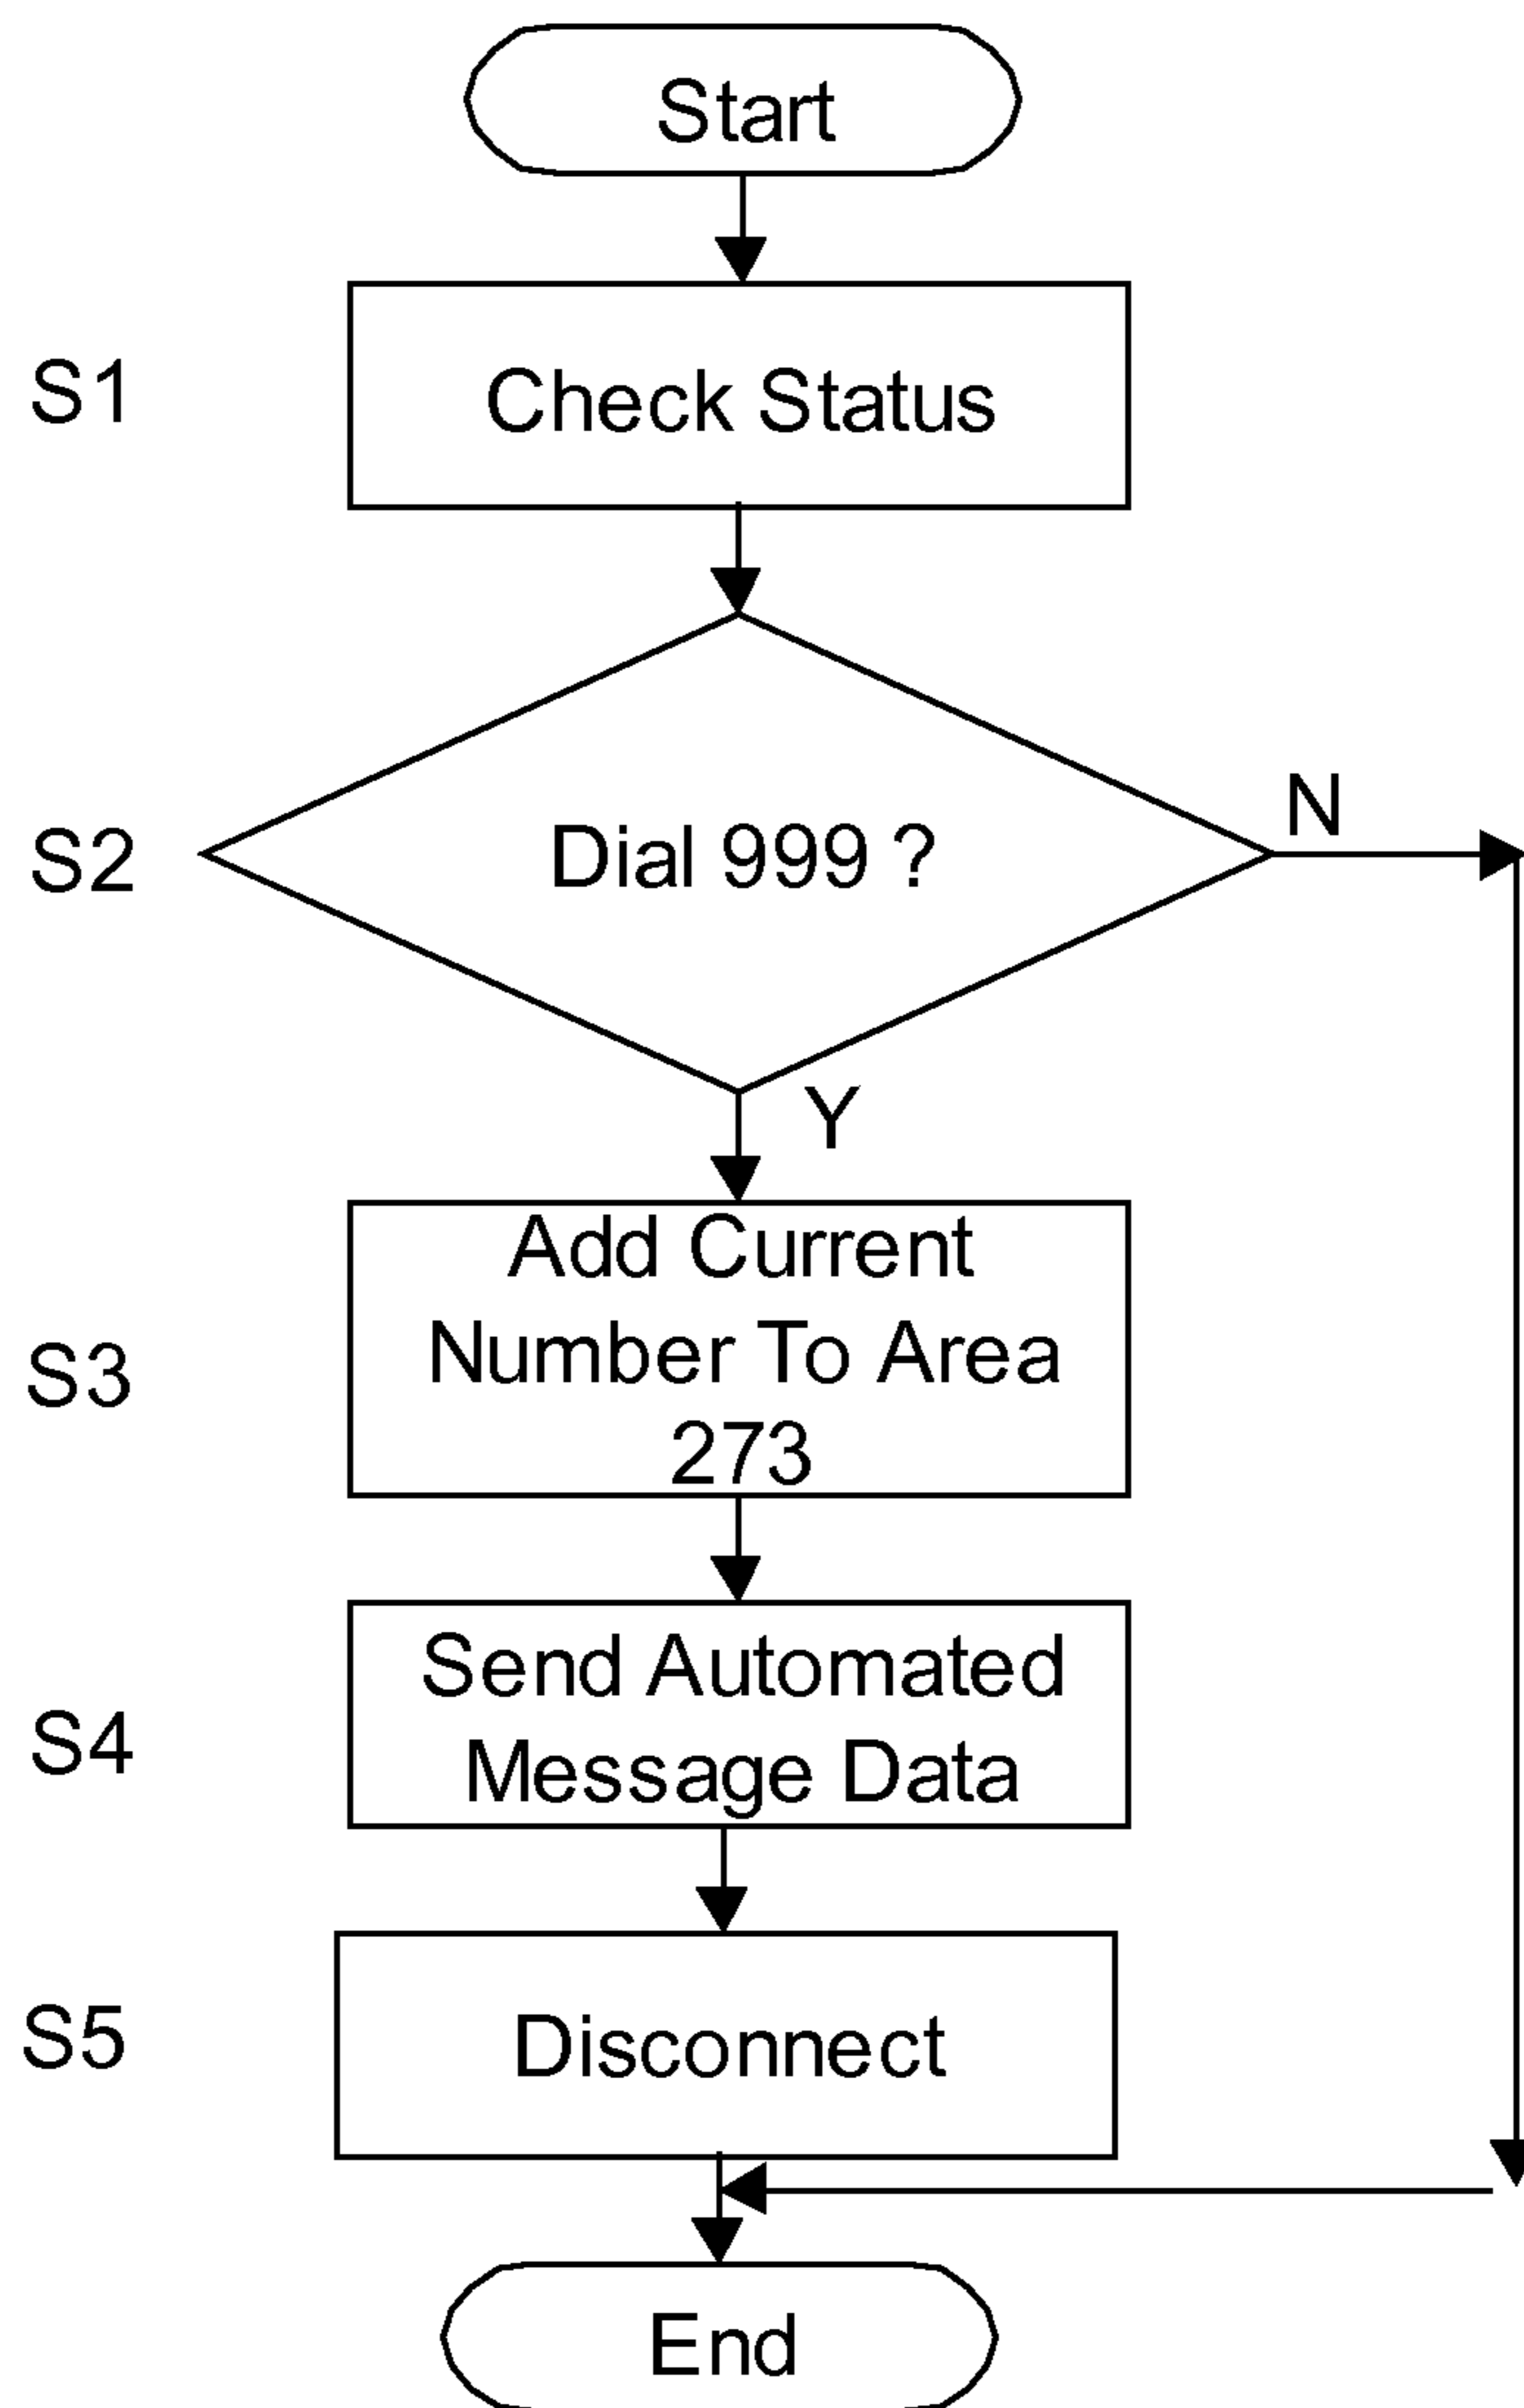 Start
S1
Check Status
S2
Dial 999 ?
N
Y
S3
Add Current
Number To Area
273
S4
Send Automated
Message Data
S5
Disconnect
End